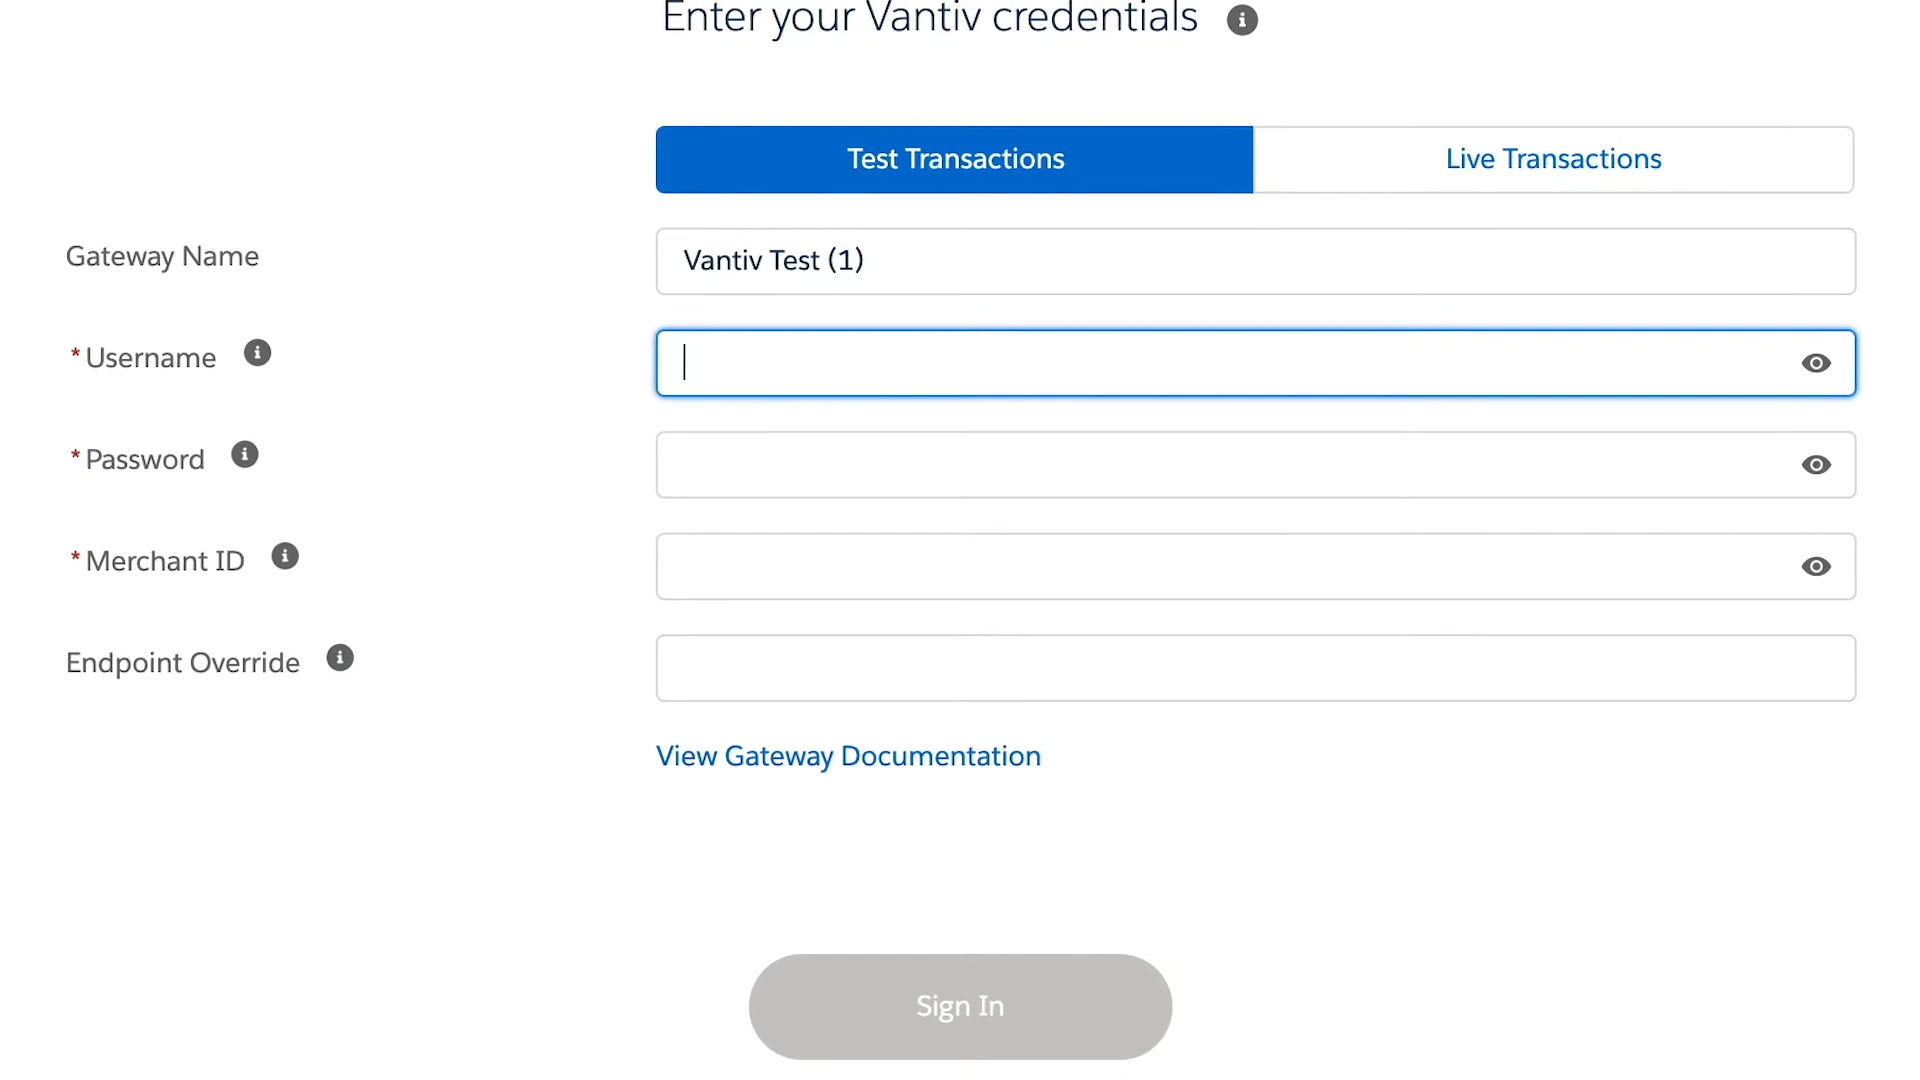 Enter your Vantiv credentials
Test Transactions
Live Transactions
Gateway Name
Vantiv Test (1)
*Username
*Password
*Merchant ID
Endpoint Override
View Gateway Documentation
Sign In